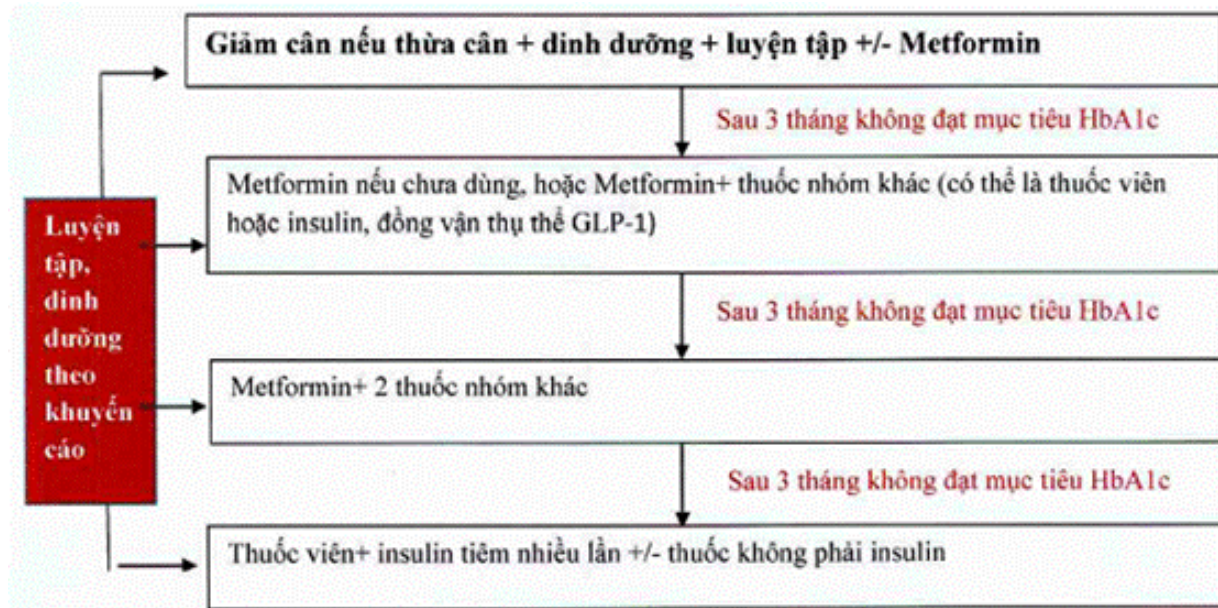 Giảm cân nếu thừa cân + dinh dưỡng + luyện tập +/- Metformin
Sau 3 tháng không đạt mục tiêu HbA1c
Metformin nếu chưa dùng, hoặc Metformin+ thuốc nhóm khác (có thể là thuốc viên
hoặc insulin, đồng vận thụ thể GLP-1)
Luyện
tập,
dinh
dưỡng
theo
khuyến
cáo
Sau 3 tháng không đạt mục tiêu HbA1c
Metformin+ 2 thuốc nhóm khác
Sau 3 tháng không đạt mục tiêu HbA1c
Thuốc viên+ insulin tiêm nhiều lần +/- thuốc không phải insulin